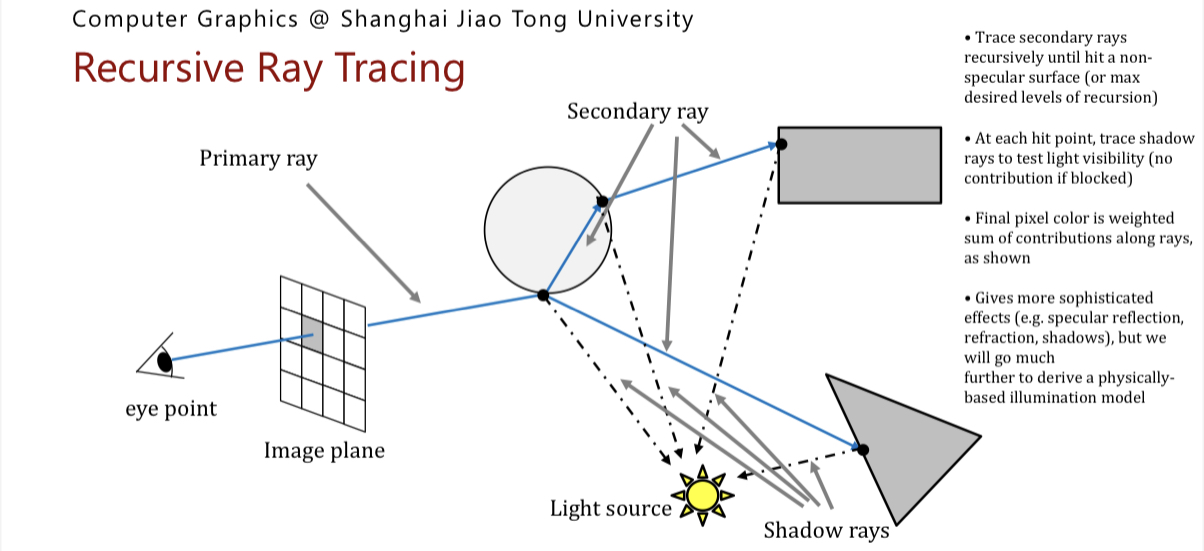 Computer Graphics @ Shanghai Jiao Tong University
Recursive Ray Tracing
Primary ray
Secondary ray
eye point
Image plane
Light source
Shadow rays
• Trace secondary rays
recursively until hit a non-
specular surface (or max
desired levels of recursion)
• At each hit point, trace shadow
rays to test light visibility (no
contribution if blocked)
• Final pixel color is weighted
sum of contributions along rays,
as shown
• Gives more sophisticated
effects (e.g. specular reflection,
refraction, shadows), but we
will go much
further to derive a physically-
based illumination model